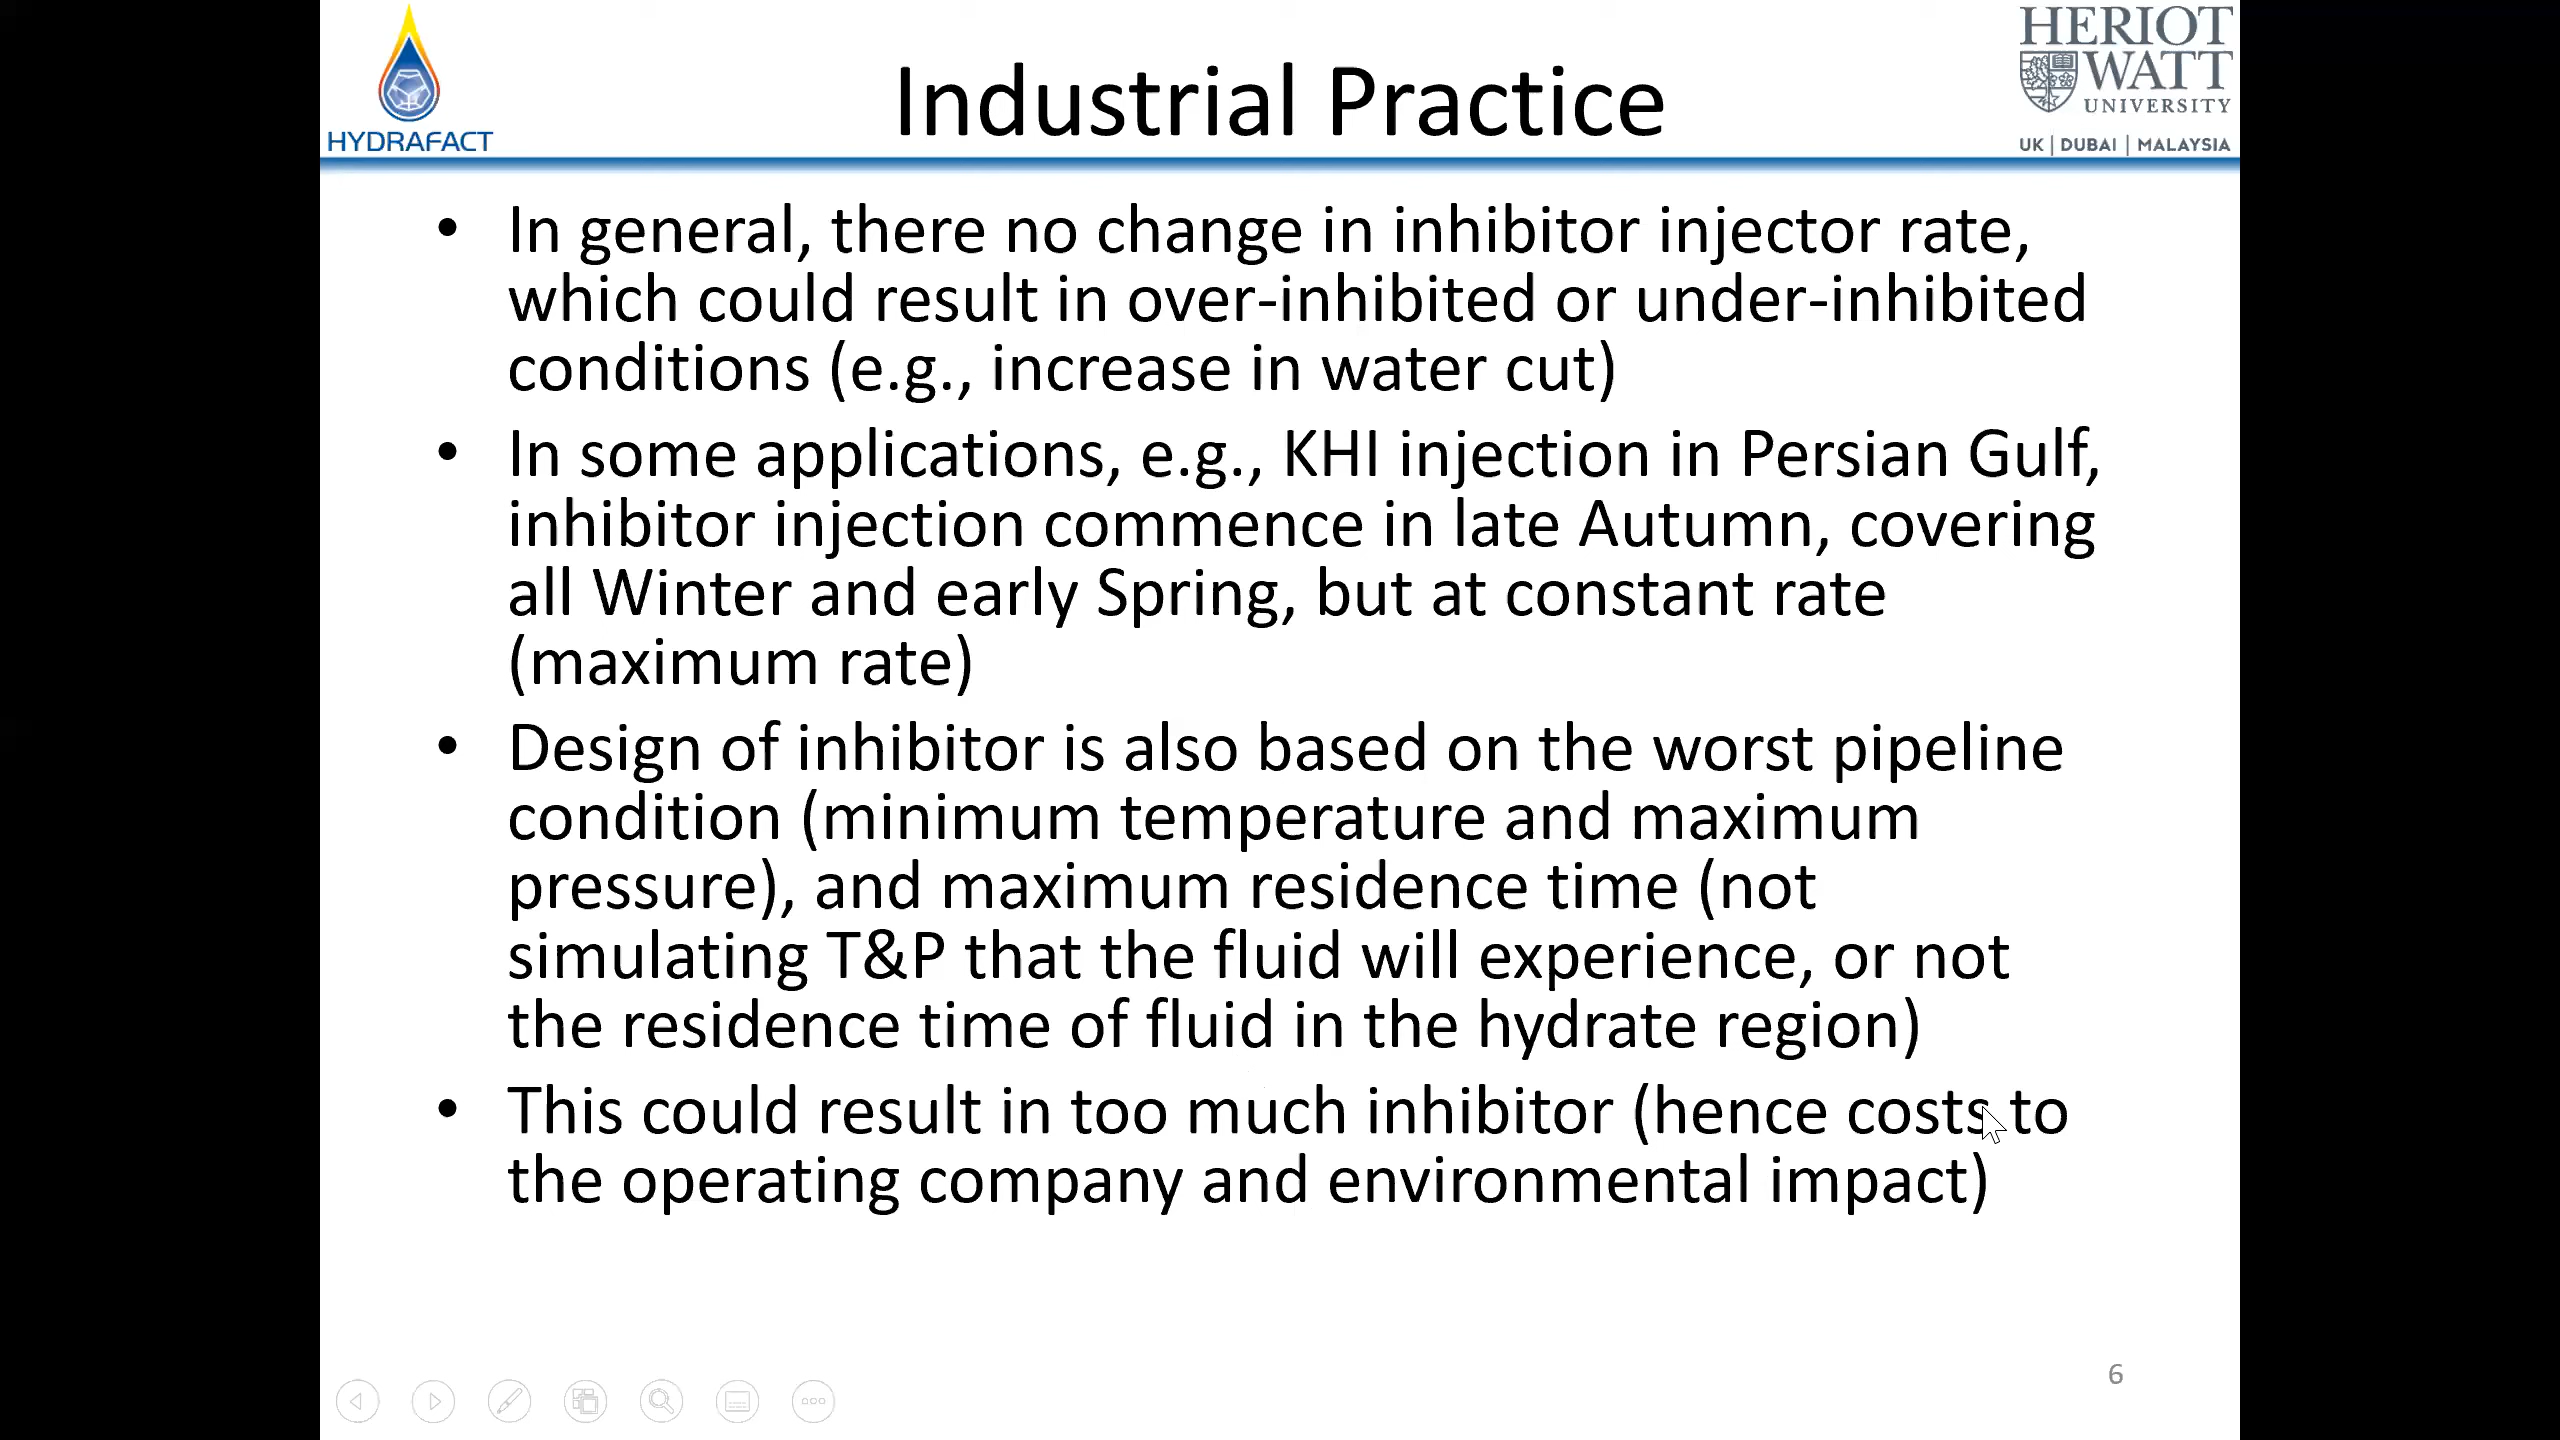 HYDRAFACT
Industrial Practice
HERIOT
WATT
UNIVERSITY
UK | DUBAI | MALAYSIA
• In general, there no change in inhibitor injector rate,
which could result in over-inhibited or under-inhibited
conditions (e.g., increase in water cut)
• In some applications, e.g., KHI injection in Persian Gulf,
inhibitor injection commence in late Autumn, covering
all Winter and early Spring, but at constant rate
(maximum rate)
• Design of inhibitor is also based on the worst pipeline
condition (minimum temperature and maximum
pressure), and maximum residence time (not
simulating T&P that the fluid will experience, or not
the residence time of fluid in the hydrate region)
• This could result in too much inhibitor (hence costs to
the operating company and environmental impact)
6